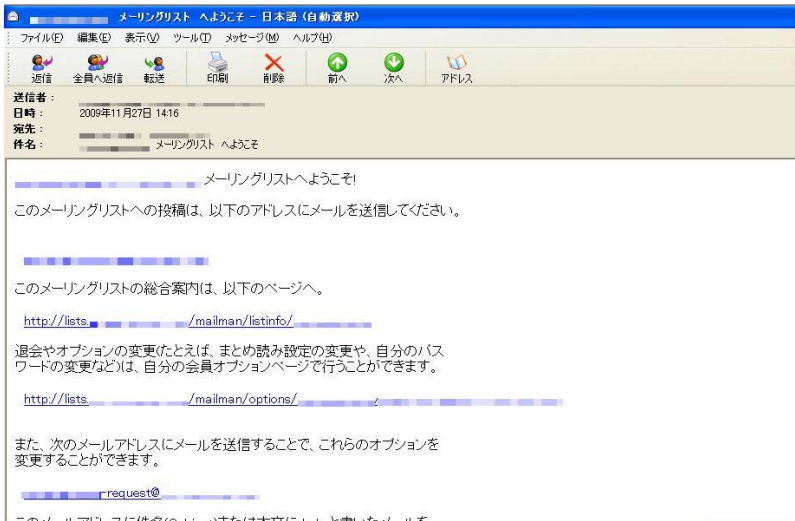 メーリングリスト へようこそ - 日本語 (自動選択)
ファイル(F) 編集(E) 表示(V) ツール(T) メッセージ(M) ヘルプ(H)
返信 全員へ返信 転送 印刷 削除 前へ 次へ アドレス
送信者:
日時: 2009年11月27日 14:16
宛先:
件名: メーリングリスト へようこそ
メーリングリストへようこそ!
このメーリングリストへの投稿は、以下のアドレスにメールを送信してください。
このメーリングリストの総合案内は、以下のページへ。
http://lists. /mailman/listinfo/
退会やオプションの変更(たとえば、まとめ読み設定の変更や、自分のパス
ワードの変更など)は、自分の会員オプションページで行うことができます。
http://lists. /mailman/options/
また、次のメールアドレスにメールを送信することで、これらのオプションを
変更することができます。
-request@